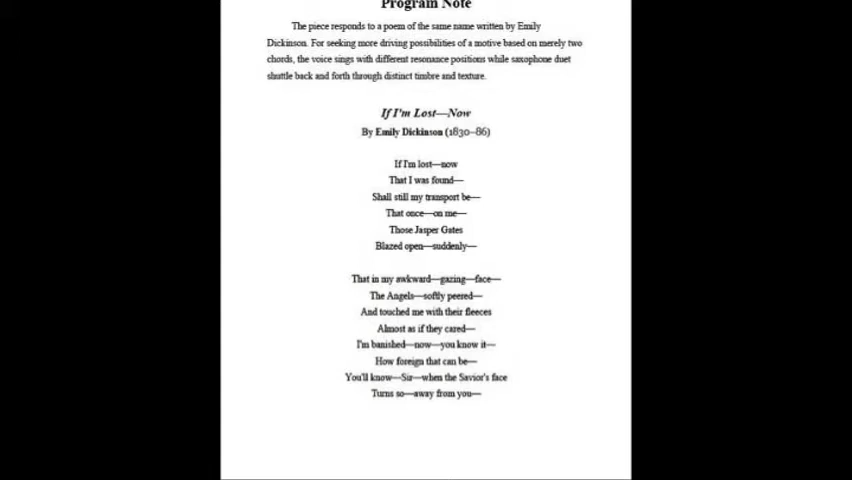 Program Note
The piece responds to a poem of the same name written by Emily
Dickinson. For seeking more driving possibilities of a motive based on merely two
chords, the voice sings with different resonance positions while saxophone duet
shuttle back and forth through distinct timbre and texture.
If I'm Lost—Now
By Emily Dickinson (1830–86)
If I'm lost—now
That I was found—
Shall still my transport be—
That once—on me—
Those Jasper Gates
Blazed open—suddenly—
That in my awkward—gazing—face—
The Angels—softly peered—
And touched me with their fleeces
Almost as if they cared—
I'm banished—now—you know it—
How foreign that can be—
You'll know—Sir—when the Savior's face
Turns so—away from you—